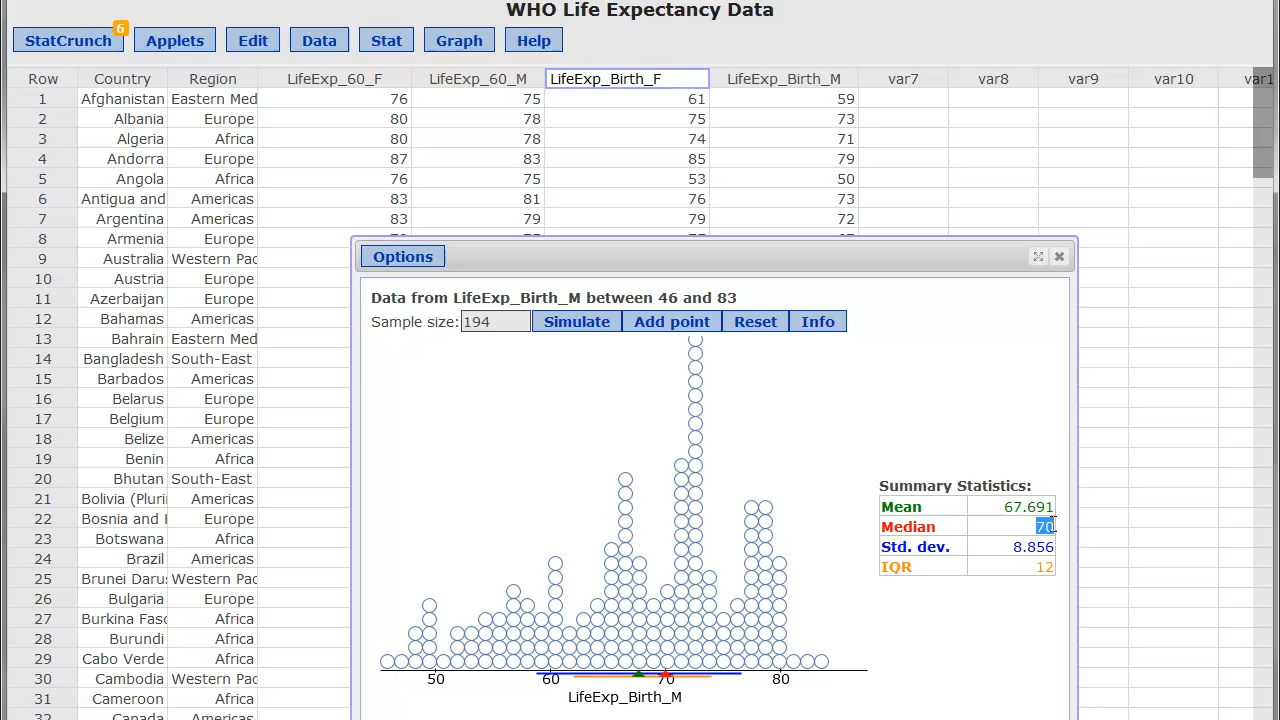 WHO Life Expectancy Data
StatCrunch 6 Applets Edit Data Stat Graph Help
Row Country Region LifeExp_60_F LifeExp_60_M LifeExp_Birth_F LifeExp_Birth_M var7 var8 var9 var10 var1
1 Afghanistan Eastern Med 76 75 61 59
2 Albania Europe 80 78 75 73
3 Algeria Africa 80 78 74 71
4 Andorra Europe 87 83 85 79
5 Angola Africa 76 75 53 50
6 Antigua and Americas 83 81 76 73
7 Argentina Americas 83 79 79 72
8 Armenia Europe
9 Australia Western Pac
10 Austria Europe
11 Azerbaijan Europe
12 Bahamas Americas
13 Bahrain Eastern Med
14 Bangladesh South-East
15 Barbados Americas
16 Belarus Europe
17 Belgium Europe
18 Belize Americas
19 Benin Africa
20 Bhutan South-East
21 Bolivia (Pluri Americas
22 Bosnia and Europe
23 Botswana Africa
24 Brazil Americas
25 Brunei Darus Western Pac
26 Bulgaria Europe
27 Burkina Faso Africa
28 Burundi Africa
29 Cabo Verde Africa
30 Cambodia Western Pac
31 Cameroon Africa
32 Canada Americas
Options
Data from LifeExp_Birth_M between 46 and 83
Sample size: 194 Simulate Add point Reset Info
Summary Statistics:
Mean 67.691
Median 70
Std. dev. 8.856
IQR 12
50 60 70 80
LifeExp_Birth_M